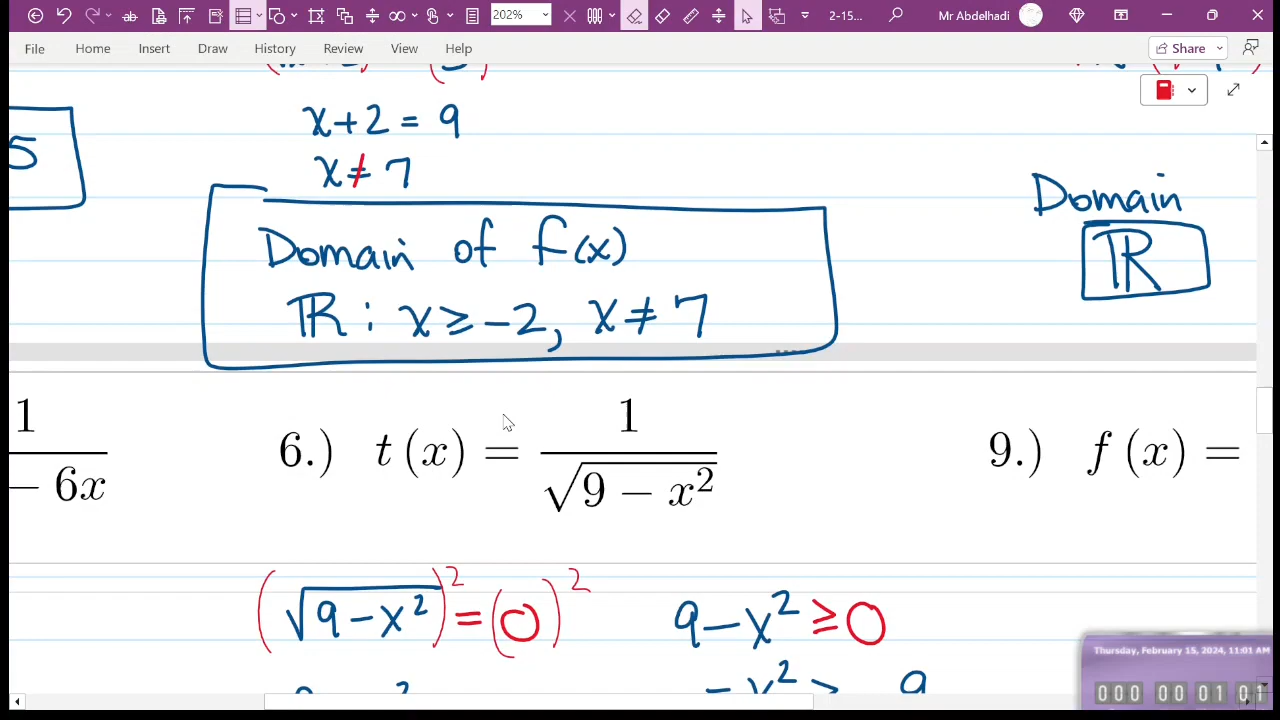 202%
2-15...
Mr Abdelhadi
File Home Insert Draw History Review View Help
Share
x+2 = 9
x ≠ 7
5
Domain of f(x)
ℝ : x ≥ -2, x ≠ 7
Domain
ℝ
1
- 6x
6.) t(x) = 1/√(9 - x²)
9.) f(x) =
(√(9-x²))² = (0)²
9-x² ≥ 0
Thursday, February 15, 2024, 11:01 AM
000 00 01 01